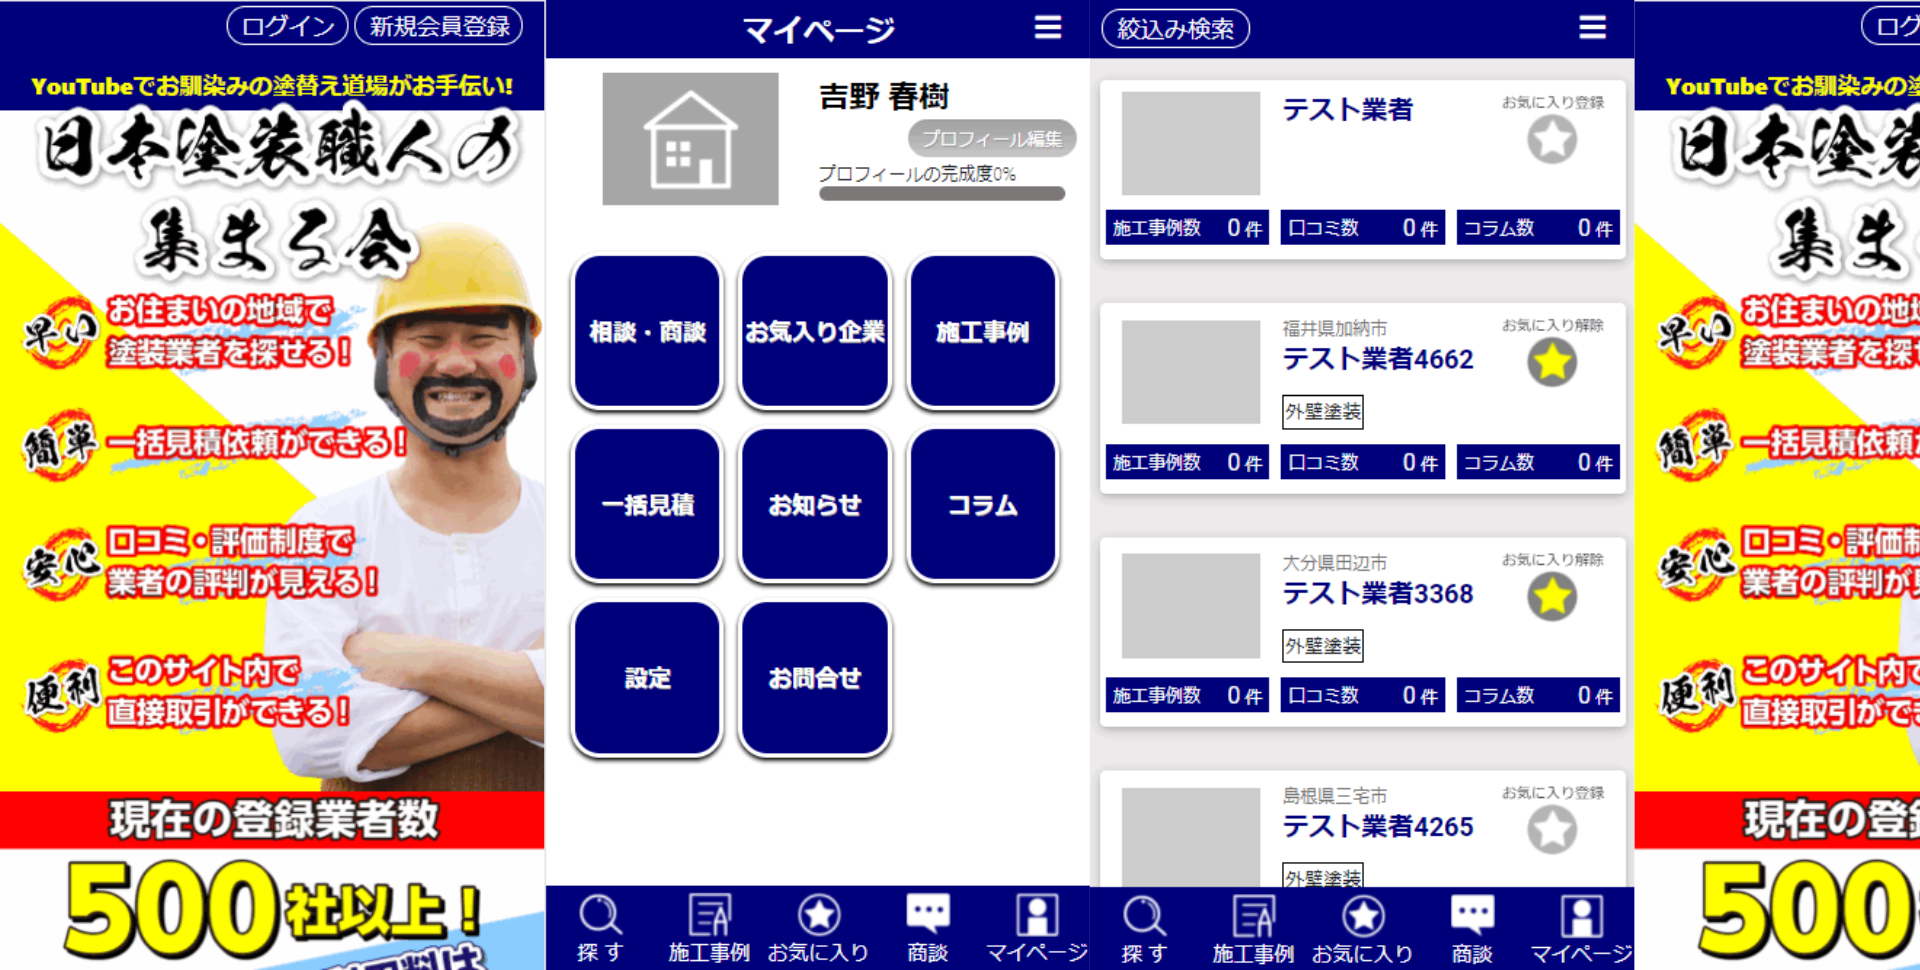 ログイン
新規会員登録
YouTubeでお馴染みの塗替え道場がお手伝い!
日本塗装職人の
集まる会
早い
お住まいの地域で
塗装業者を探せる!
簡単
一括見積依頼ができる!
安心
口コミ・評価制度で
業者の評判が見える!
便利
このサイト内で
直接取引ができる!
現在の登録業者数
500社以上!
マイページ
吉野 春樹
プロフィール編集
プロフィールの完成度0%
相談・商談
お気入り企業
施工事例
一括見積
お知らせ
コラム
設定
お問合せ
探す
施工事例
お気に入り
商談
マイページ
絞込み検索
テスト業者
お気に入り登録
施工事例数 0件
口コミ数 0件
コラム数 0件
福井県加納市
お気に入り解除
テスト業者4662
外壁塗装
施工事例数 0件
口コミ数 0件
コラム数 0件
大分県田辺市
お気に入り解除
テスト業者3368
外壁塗装
施工事例数 0件
口コミ数 0件
コラム数 0件
島根県三宅市
お気に入り登録
テスト業者4265
外壁塗装
探す
施工事例
お気に入り
商談
マイページ
ログ
YouTubeでお馴染みの塗
日本塗装
集ま
早い
お住まいの地域
塗装業者を探せ
簡単
一括見積依頼
安心
口コミ・評価制
業者の評判が見
便利
このサイト内で
直接取引ができ
現在の登録
500